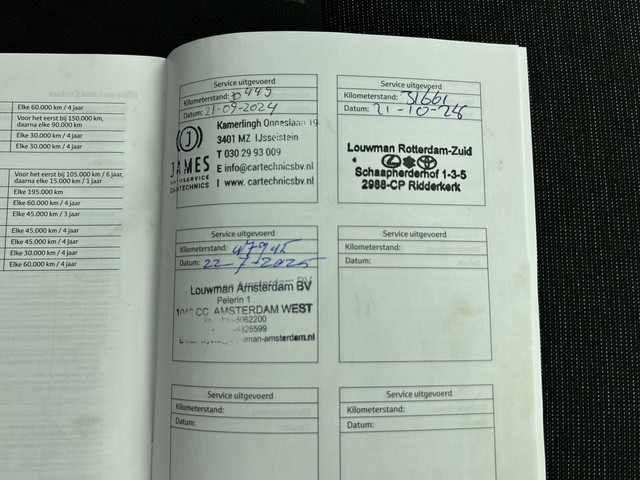 Elke 60.000 km / 4 jaar
Voor het eerst bij 150.000 km,
daarna elke 90.000 km
Elke 30.000 km / 4 jaar
Elke 30.000 km / 4 jaar
Voor het eerst bij 105.000 km / 6 jaar,
daarna elke 15.000 km / 1 jaar
Elke 195.000 km
Elke 60.000 km / 4 jaar
Elke 45.000 km / 3 jaar
Elke 45.000 km / 4 jaar
Elke 45.000 km / 4 jaar
Elke 30.000 km / 4 jaar
Elke 60.000 km / 4 jaar
Service uitgevoerd
Kilometerstand:
Datum: 21-09-2024
JAMES
AUTOSERVICE
CARTECHNICS
Kamerlingh Onneslaan 19
3401 MZ IJsselstein
T 030 29 93 009
E info@cartechnicsbv.nl
I www.cartechnicsbv.nl
Service uitgevoerd
Kilometerstand: 31661
Datum: 21-10-24
Louwman Rotterdam-Zuid
Schaapherderhof 1-3-5
2988-CP Ridderkerk
Service uitgevoerd
Kilometerstand: 47945
Datum: 22-7-2025
Louwman Amsterdam BV
Pelerin 1
CC AMSTERDAM WEST
man-amsterdam.nl
Service uitgevoerd
Kilometerstand:
Datum:
Service uitgevoerd
Kilometerstand:
Datum:
Service uitgevoerd
Kilometerstand:
Datum: